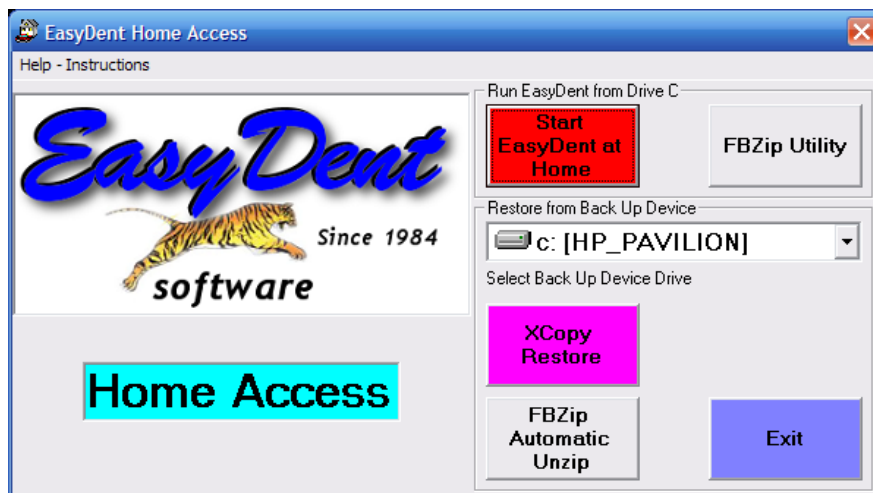 EasyDent Home Access
Help - Instructions
EasyDent
Since 1984
software
Home Access
Run EasyDent from Drive C
Start
EasyDent at
Home
FBZip Utility
Restore from Back Up Device
c: [HP_PAVILION]
Select Back Up Device Drive
XCopy
Restore
FBZip
Automatic
Unzip
Exit